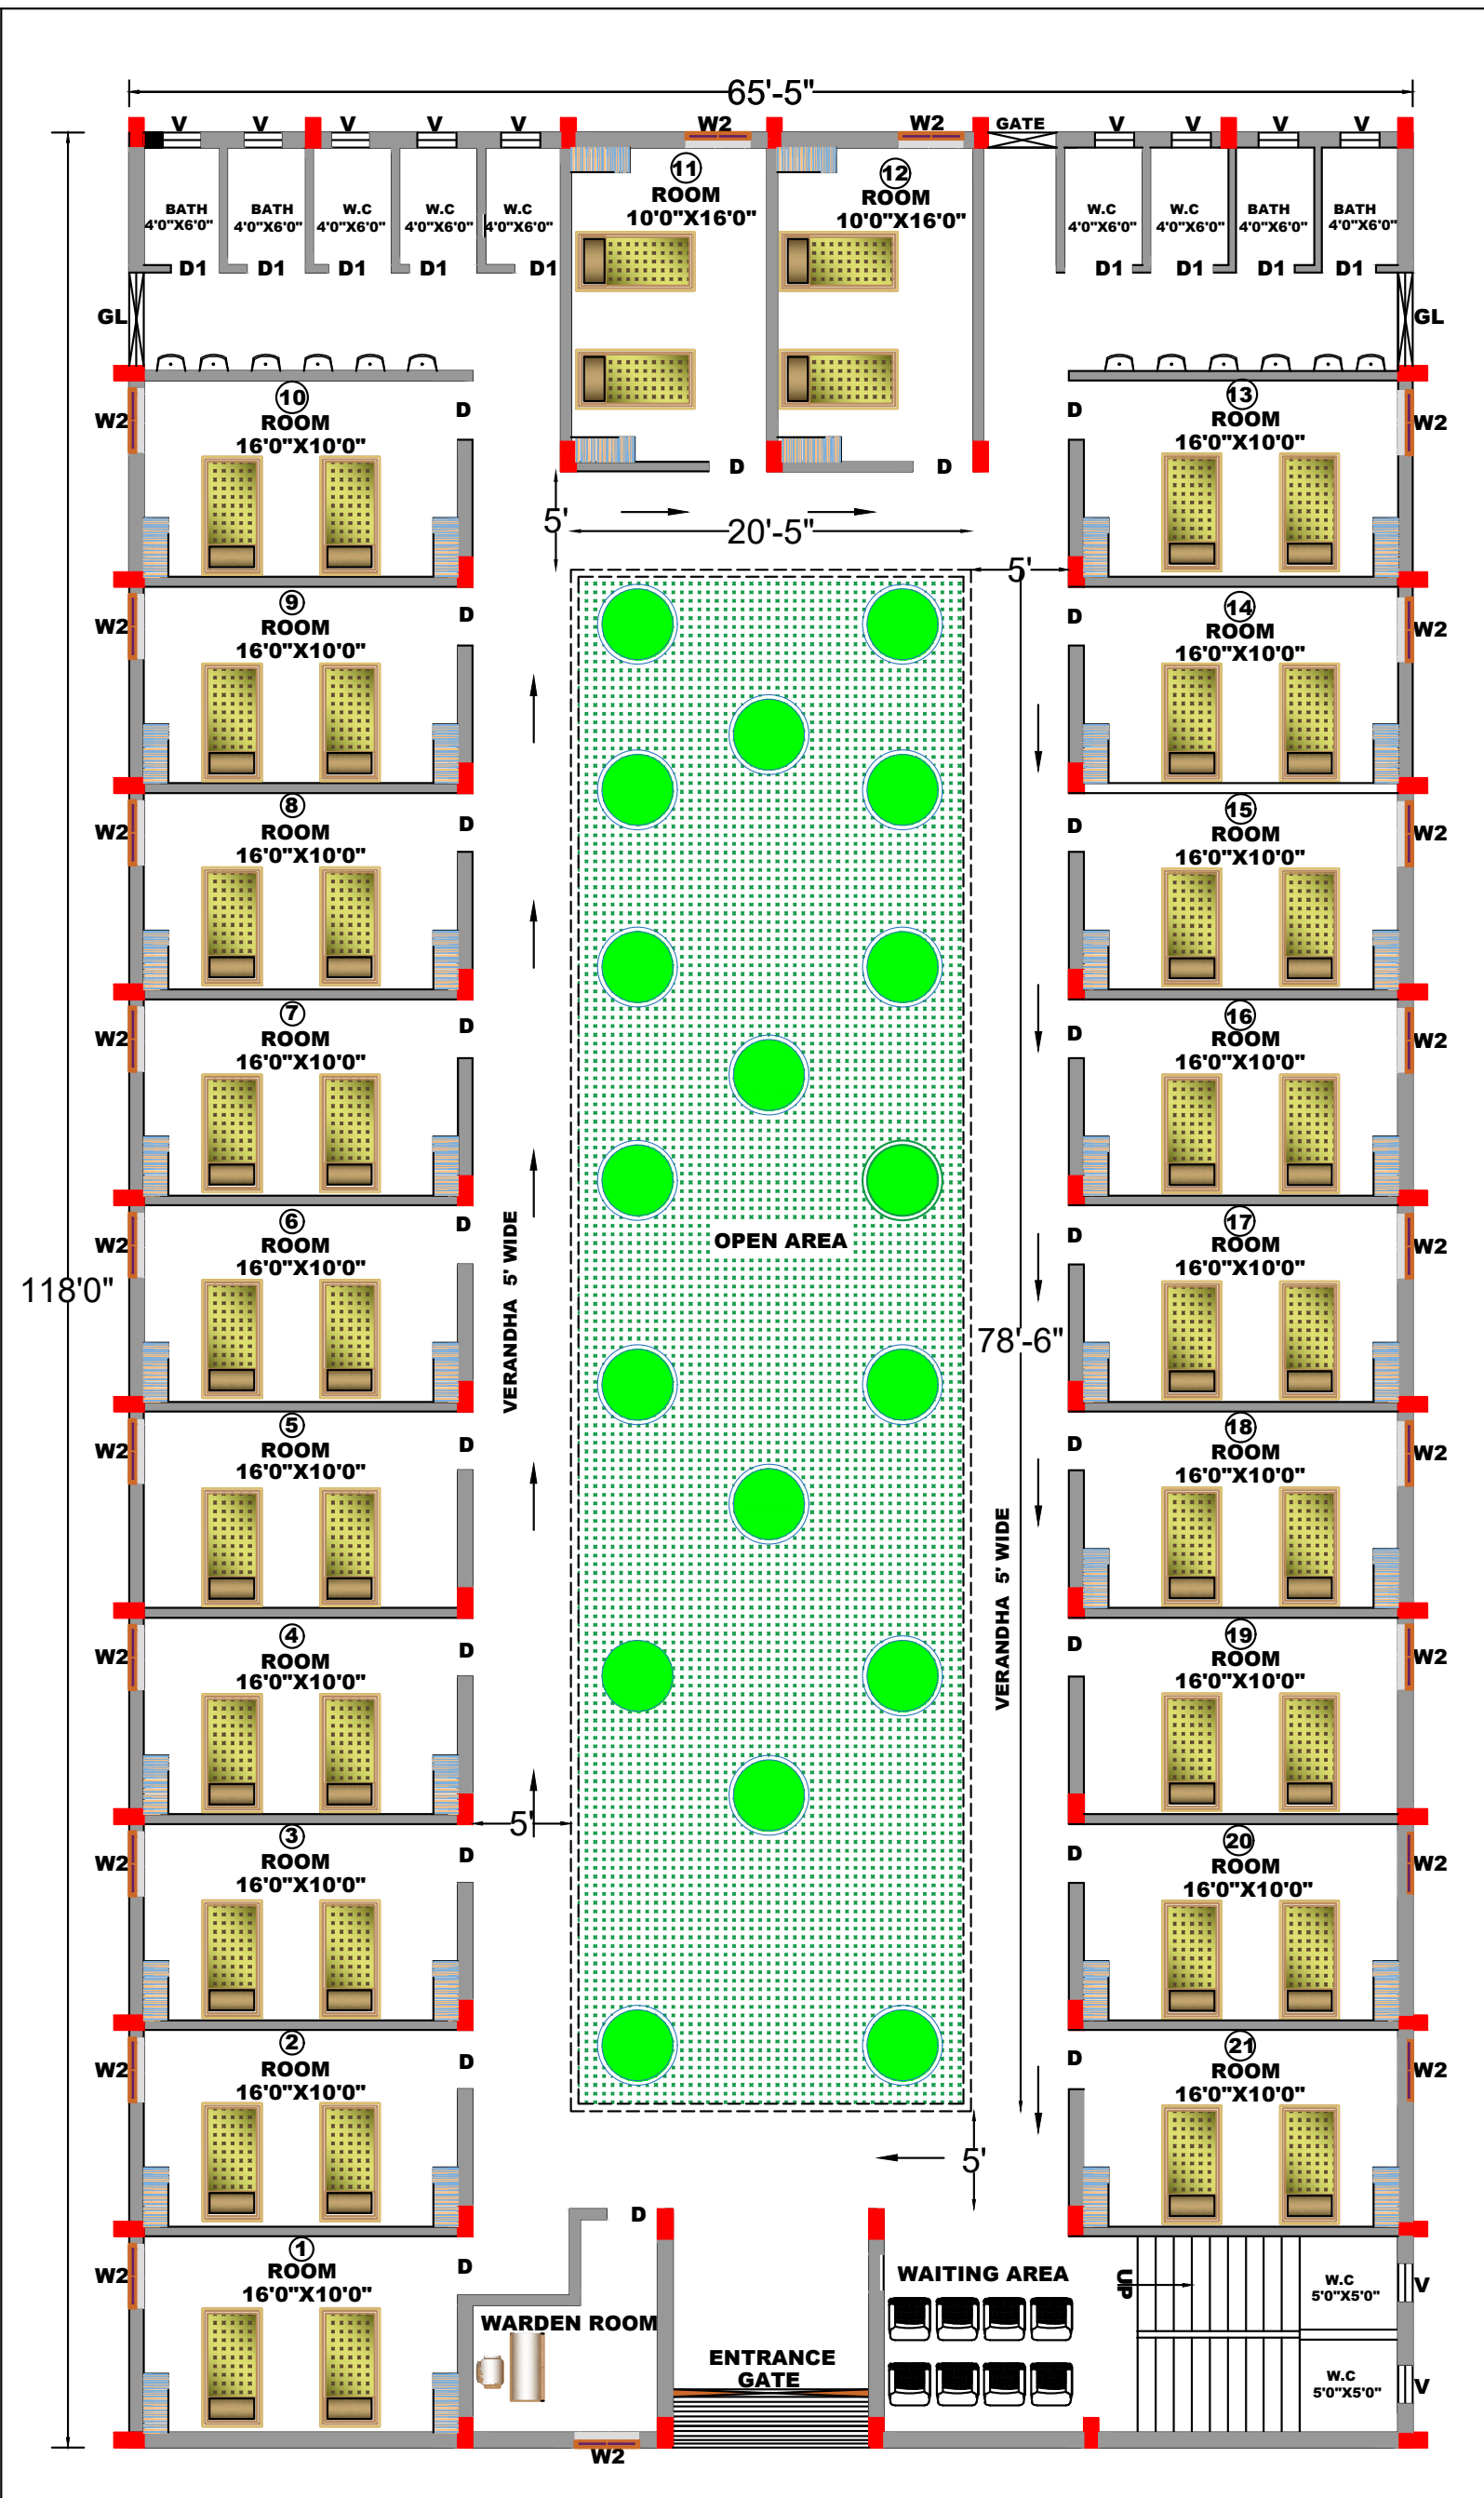 65'-5"
V
V
V
V
V
W2
W2
GATE
V
V
V
V
11
ROOM
10'0"X16'0"
12
ROOM
10'0"X16'0"
BATH
4'0"X6'0"
BATH
4'0"X6'0"
W.C
4'0"X6'0"
W.C
4'0"X6'0"
W.C
4'0"X6'0"
W.C
4'0"X6'0"
W.C
4'0"X6'0"
BATH
4'0"X6'0"
BATH
4'0"X6'0"
D1
D1
D1
D1
D1
D1
D1
D1
D1
GL
GL
10
ROOM
16'0"X10'0"
W2
D
D
D
D
13
ROOM
16'0"X10'0"
W2
5'
20'-5"
5'
9
ROOM
16'0"X10'0"
W2
D
D
14
ROOM
16'0"X10'0"
W2
8
ROOM
16'0"X10'0"
W2
D
D
15
ROOM
16'0"X10'0"
W2
7
ROOM
16'0"X10'0"
W2
D
D
16
ROOM
16'0"X10'0"
W2
6
ROOM
16'0"X10'0"
W2
D
D
17
ROOM
16'0"X10'0"
W2
OPEN AREA
118'0"
VERANDHA 5' WIDE
78'-6"
5
ROOM
16'0"X10'0"
W2
D
D
18
ROOM
16'0"X10'0"
W2
VERANDHA 5' WIDE
4
ROOM
16'0"X10'0"
W2
D
D
19
ROOM
16'0"X10'0"
W2
5'
3
ROOM
16'0"X10'0"
W2
D
D
20
ROOM
16'0"X10'0"
W2
2
ROOM
16'0"X10'0"
W2
D
D
21
ROOM
16'0"X10'0"
W2
5'
D
1
ROOM
16'0"X10'0"
W2
D
WARDEN ROOM
ENTRANCE
GATE
WAITING AREA
UP
W.C
5'0"X5'0"
V
W.C
5'0"X5'0"
V
W2